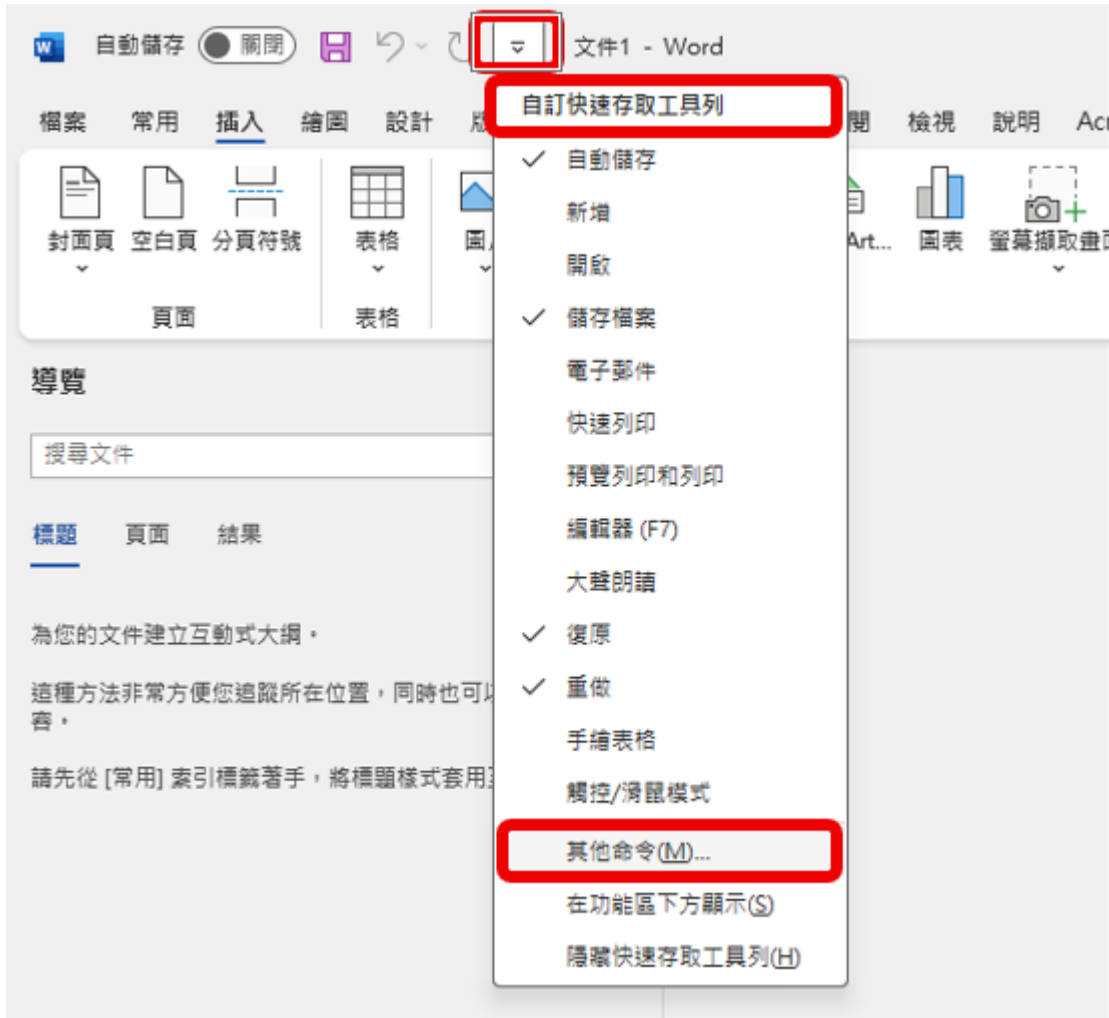 自動儲存 關閉 文件1 - Word
檔案 常用 插入 繪圖 設計 閱 檢視 說明 Acr
自訂快速存取工具列
自動儲存
新增
開啟
儲存檔案
電子郵件
快速列印
預覽列印和列印
編輯器 (F7)
大聲朗讀
復原
重做
手繪表格
觸控/滑鼠模式
其他命令(M)...
在功能區下方顯示(S)
隱藏快速存取工具列(H)
封面頁 空白頁 分頁符號 表格 Art... 圖表 螢幕擷取畫面
頁面 表格
導覽
搜尋文件
標題 頁面 結果
為您的文件建立互動式大綱。
這種方法非常方便您追蹤所在位置，同時也可以
容。
請先從 [常用] 索引標籤著手，將標題樣式套用至